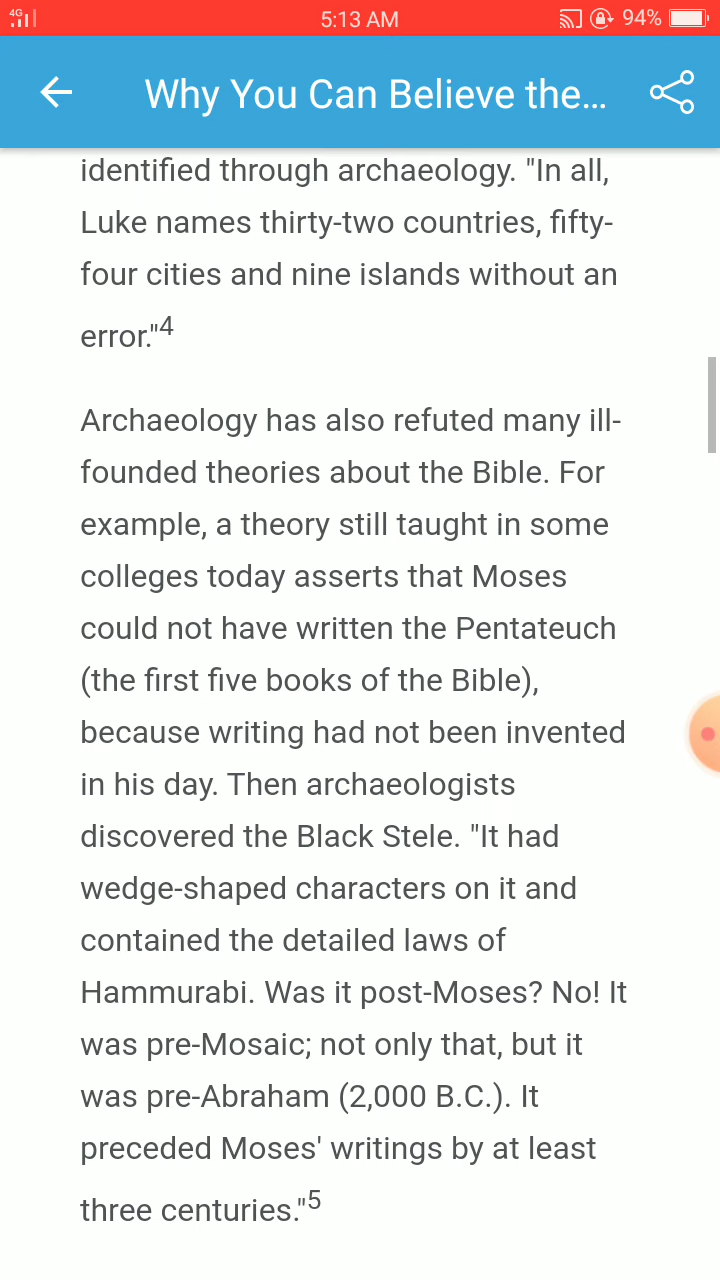 4G
5:13 AM
94%
Why You Can Believe the...
identified through archaeology. "In all,
Luke names thirty-two countries, fifty-
four cities and nine islands without an
error."4
Archaeology has also refuted many ill-
founded theories about the Bible. For
example, a theory still taught in some
colleges today asserts that Moses
could not have written the Pentateuch
(the first five books of the Bible),
because writing had not been invented
in his day. Then archaeologists
discovered the Black Stele. "It had
wedge-shaped characters on it and
contained the detailed laws of
Hammurabi. Was it post-Moses? No! It
was pre-Mosaic; not only that, but it
was pre-Abraham (2,000 B.C.). It
preceded Moses' writings by at least
three centuries."5